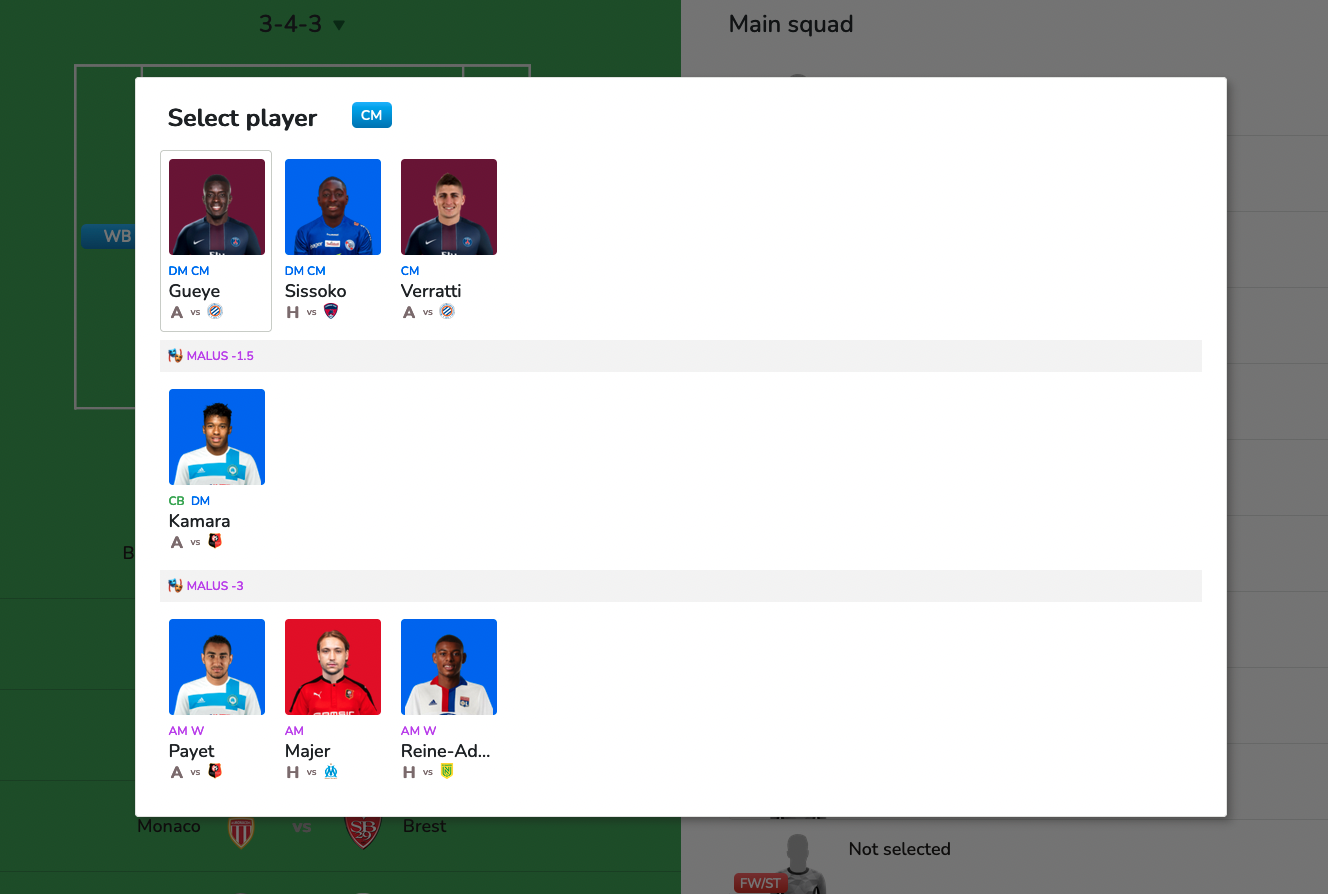 3-4-3 ▼
Main squad
Select player
CM
WB
DM CM
Gueye
A vs
DM CM
Sissoko
H vs
CM
Verratti
A vs
MALUS -1.5
CB DM
Kamara
A vs
B
MALUS -3
AM W
Payet
A vs
AM
Majer
H vs
AM W
Reine-Ad...
H vs
Monaco vs Brest
Not selected
FW/ST